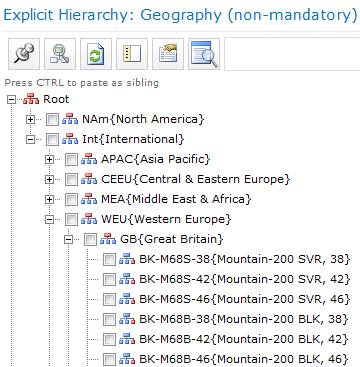 Explicit Hierarchy: Geography (non-mandatory)
Press CTRL to paste as sibling
Root
NAm{North America}
Int{International}
APAC{Asia Pacific}
CEEU{Central & Eastern Europe}
MEA{Middle East & Africa}
WEU{Western Europe}
GB{Great Britain}
BK-M68S-38{Mountain-200 SVR, 38}
BK-M68S-42{Mountain-200 SVR, 42}
BK-M68S-46{Mountain-200 SVR, 46}
BK-M68B-38{Mountain-200 BLK, 38}
BK-M68B-42{Mountain-200 BLK, 42}
BK-M68B-46{Mountain-200 BLK, 46}